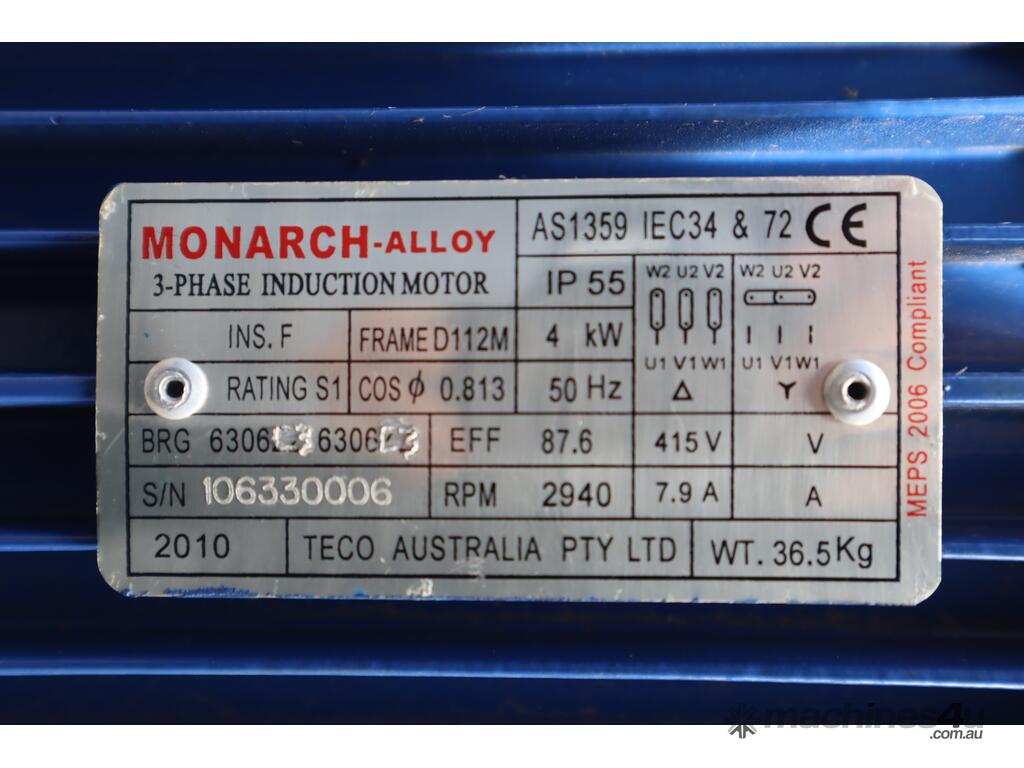 MONARCH-ALLOY
3-PHASE INDUCTION MOTOR
AS1359 IEC34 & 72 CE
IP 55
W2 U2 V2
W2 U2 V2
INS. F
FRAME D112M
4 kW
U1 V1 W1
U1 V1 W1
RATING S1
COS ϕ 0.813
50 Hz
Δ
Y
BRG 6306 6306
EFF 87.6
415 V
V
S/N 106330006
RPM 2940
7.9 A
A
2010
TECO AUSTRALIA PTY LTD
WT. 36.5Kg
MEPS 2006 Compliant
machines4u
.com.au